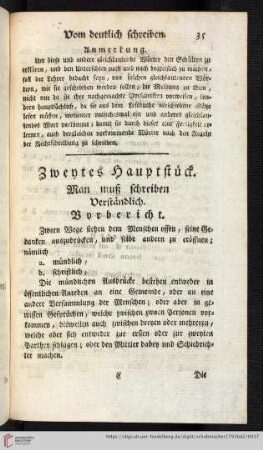 Vom deutlich schreiben. 35
Anmerkung.
Um diese und andere gleichlautende Wörter den Schülern zu
erklären, und den Unterschied nach und nach begreiflich zu machen,
soll der Lehrer bedacht seyn, von solchen gleichlautenden Wör-
tern, wie sie geschrieben werden sollen, die Meldung zu thun,
nicht nur da sie ihre nachgemachte Vorschriften vorweisen, son-
dern hauptsächlich, da sie aus dem Lesebuche verschiedene Sätze
lesen müssen, worunter manch-esmal ein und anderes gleichlau-
tendes Wort vorkommt; damit sie durch dieses eine Fertigkeit er-
lernen, auch dergleichen vorkommende Wörter nach den Regeln
der Rechtschreibung zu schreiben.
Zweytes Hauptstück.
Man muß schreiben
Verständlich.
Vorbericht.
Zween Wege stehen dem Menschen offen, seine Ge-
danken auszudrücken, und selbe andern zu eröffnen;
nämlich
a. mündlich,
b. schriftlich,
Die mündlichen Ausdrücke bestehen entweder in
öffentlichen Anreden an eine Gemeinde, oder an eine
andere Versammlung der Menschen; oder aber in ge-
wissen Gesprächen, welche zwischen zween Personen vor-
kommen, bisweilen auch zwischen dreyen oder mehreren,
welche aber sich entweder zur ersten oder zur zweyten
Parthey schlagen; oder den Mittler dabey und Schiedrich-
ter machen.
C Die